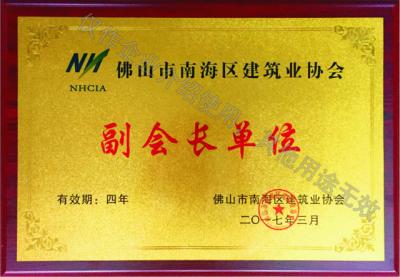 NH 佛山市南海区建筑业协会
NHCIA
副会长单位
有效期：四年
佛山市南海区建筑业协会
二〇一七年三月